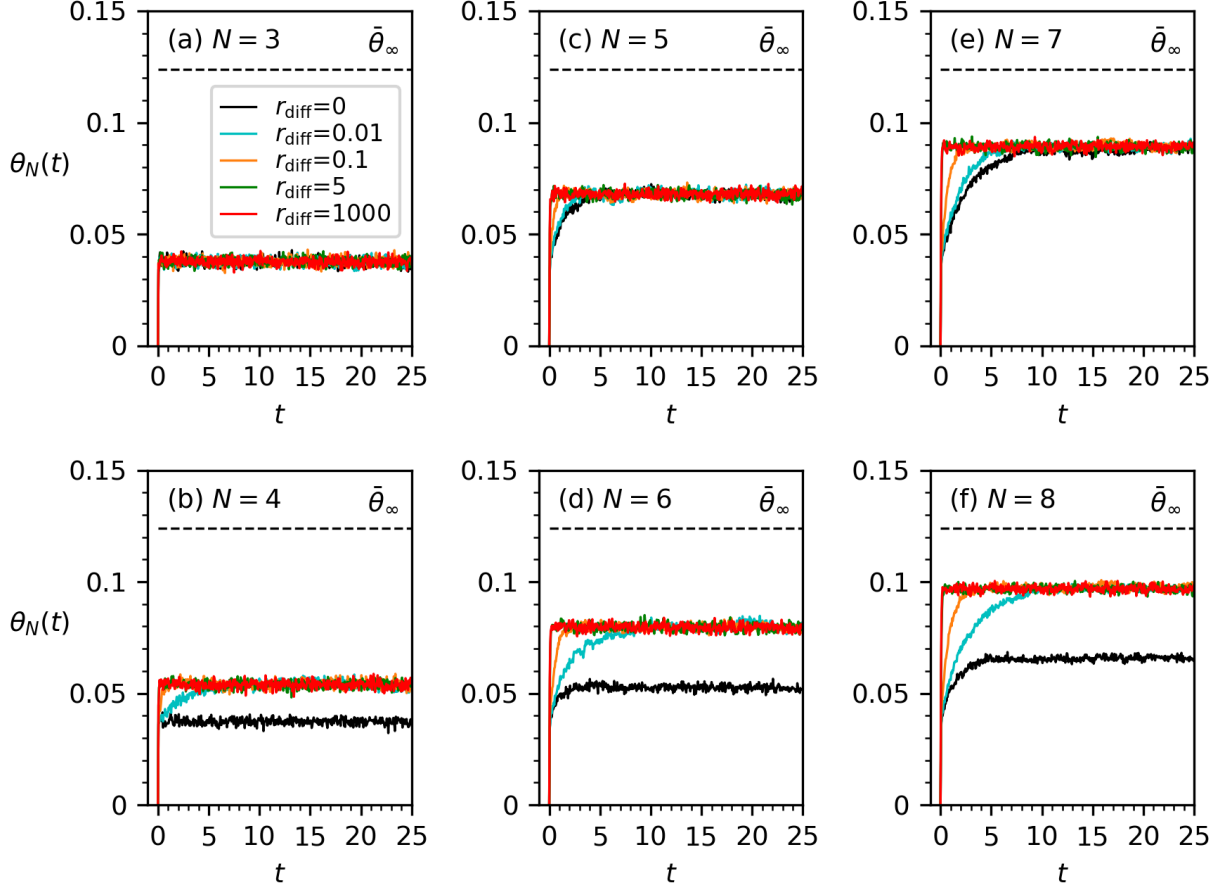 (a) N = 3
θ̄∞
r_diff=0
r_diff=0.01
r_diff=0.1
r_diff=5
r_diff=1000
θ_N(t)
0.15
0.1
0.05
0
0 5 10 15 20 25
t
(c) N = 5
θ̄∞
0.15
0.1
0.05
0
0 5 10 15 20 25
t
(e) N = 7
θ̄∞
0.15
0.1
0.05
0
0 5 10 15 20 25
t
(b) N = 4
θ̄∞
θ_N(t)
0.15
0.1
0.05
0
0 5 10 15 20 25
t
(d) N = 6
θ̄∞
0.15
0.1
0.05
0
0 5 10 15 20 25
t
(f) N = 8
θ̄∞
0.15
0.1
0.05
0
0 5 10 15 20 25
t